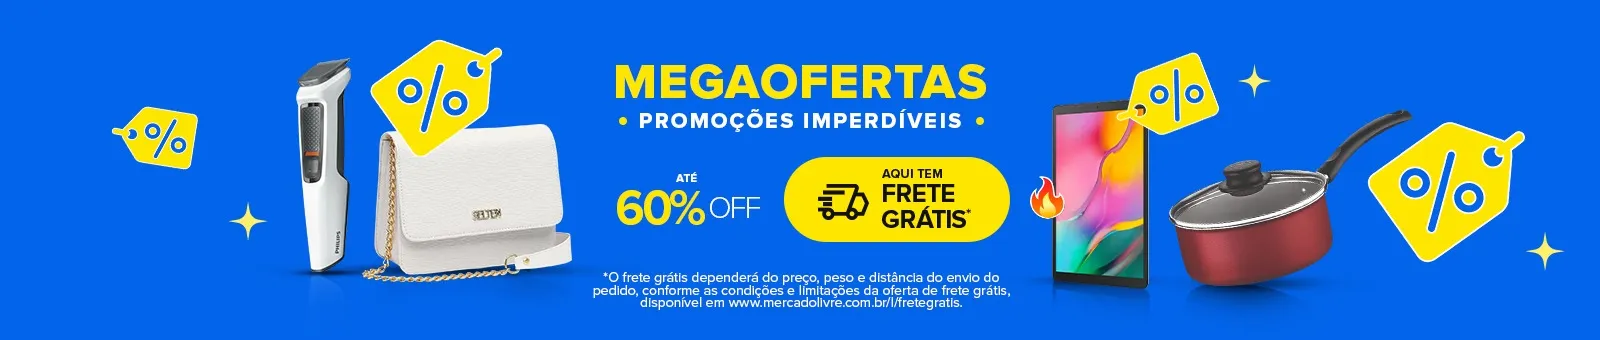 MEGAOFERTAS
• PROMOÇÕES IMPERDÍVEIS •
ATÉ
60% OFF
AQUI TEM
FRETE
GRÁTIS*
*O frete grátis dependerá do preço, peso e distância do envio do
pedido, conforme as condições e limitações da oferta de frete grátis,
disponível em www.mercadolivre.com.br/l/fretegratis.
%
%
%
%
PHILIPS